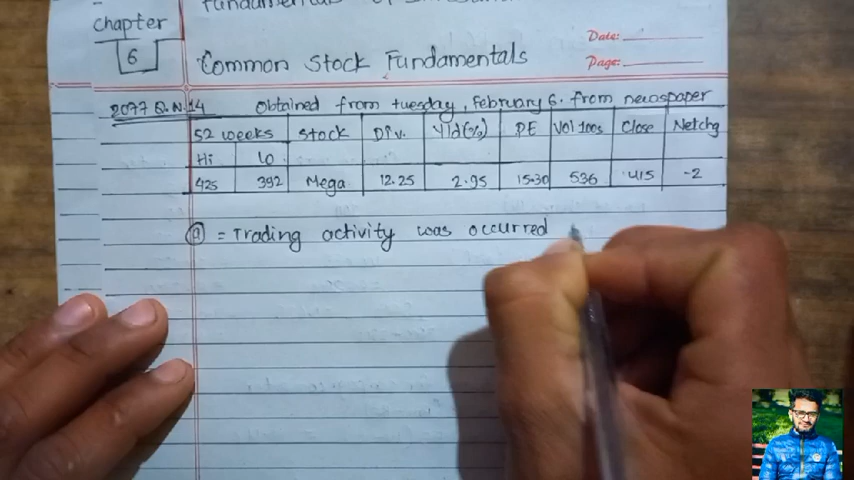 chapter
6
Common Stock Fundamentals
Date:
Page:
2077 Q.N.14 Obtained from tuesday, February 6. from newspaper
52 weeks Stock Div. Yld(%) PE Vol 100s Close Netchg
Hi Lo
425 392 Mega 12.25 2.95 15.30 536 415 -2
(a) = Trading activity was occurred